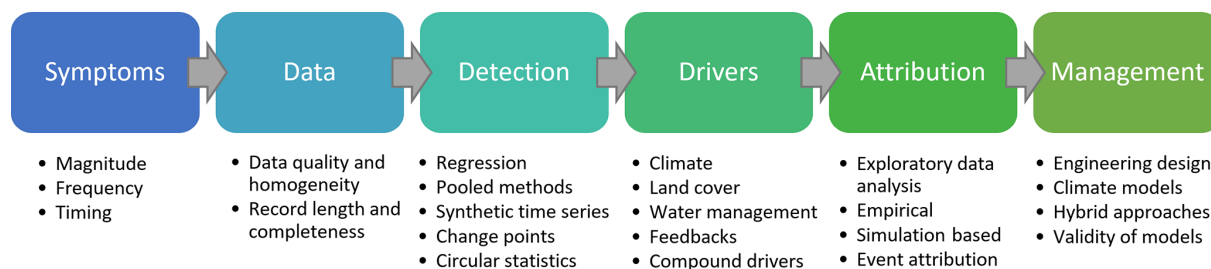 Symptoms
Data
Detection
Drivers
Attribution
Management
• Magnitude
• Frequency
• Timing
• Data quality and
homogeneity
• Record length and
completeness
• Regression
• Pooled methods
• Synthetic time series
• Change points
• Circular statistics
• Climate
• Land cover
• Water management
• Feedbacks
• Compound drivers
• Exploratory data
analysis
• Empirical
• Simulation based
• Event attribution
• Engineering design
• Climate models
• Hybrid approaches
• Validity of models